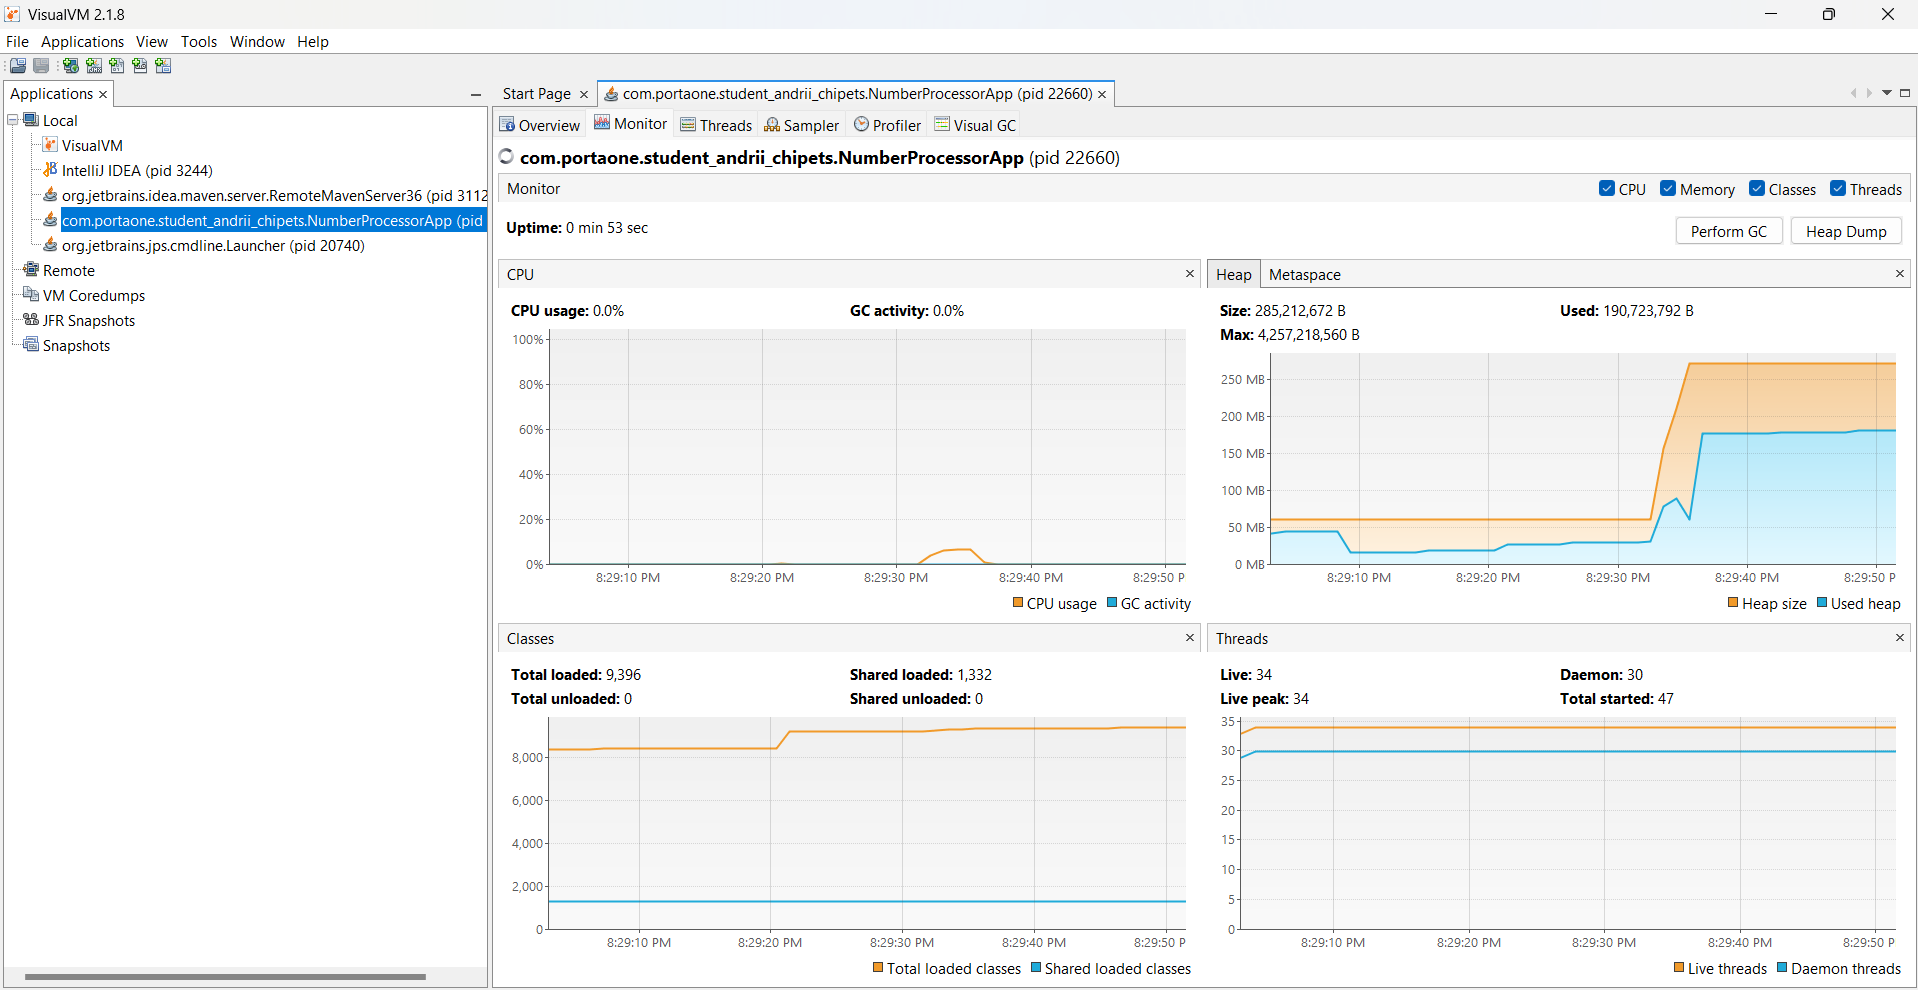 VisualVM 2.1.8
File Applications View Tools Window Help
Applications
Start Page
com.portaone.student_andrii_chipets.NumberProcessorApp (pid 22660)
Local
VisualVM
IntelliJ IDEA (pid 3244)
org.jetbrains.idea.maven.server.RemoteMavenServer36 (pid 3112
com.portaone.student_andrii_chipets.NumberProcessorApp (pid
org.jetbrains.jps.cmdline.Launcher (pid 20740)
Remote
VM Coredumps
JFR Snapshots
Snapshots
Overview Monitor Threads Sampler Profiler Visual GC
com.portaone.student_andrii_chipets.NumberProcessorApp (pid 22660)
Monitor
CPU Memory Classes Threads
Uptime: 0 min 53 sec
Perform GC Heap Dump
CPU
CPU usage: 0.0% GC activity: 0.0%
100%
80%
60%
40%
20%
0%
8:29:10 PM 8:29:20 PM 8:29:30 PM 8:29:40 PM 8:29:50 P
CPU usage GC activity
Heap Metaspace
Size: 285,212,672 B Used: 190,723,792 B
Max: 4,257,218,560 B
250 MB
200 MB
150 MB
100 MB
50 MB
0 MB
8:29:10 PM 8:29:20 PM 8:29:30 PM 8:29:40 PM 8:29:50 P
Heap size Used heap
Classes
Total loaded: 9,396 Shared loaded: 1,332
Total unloaded: 0 Shared unloaded: 0
8,000
6,000
4,000
2,000
0
8:29:10 PM 8:29:20 PM 8:29:30 PM 8:29:40 PM 8:29:50 P
Total loaded classes Shared loaded classes
Threads
Live: 34 Daemon: 30
Live peak: 34 Total started: 47
35
30
25
20
15
10
5
0
8:29:10 PM 8:29:20 PM 8:29:30 PM 8:29:40 PM 8:29:50 P
Live threads Daemon threads